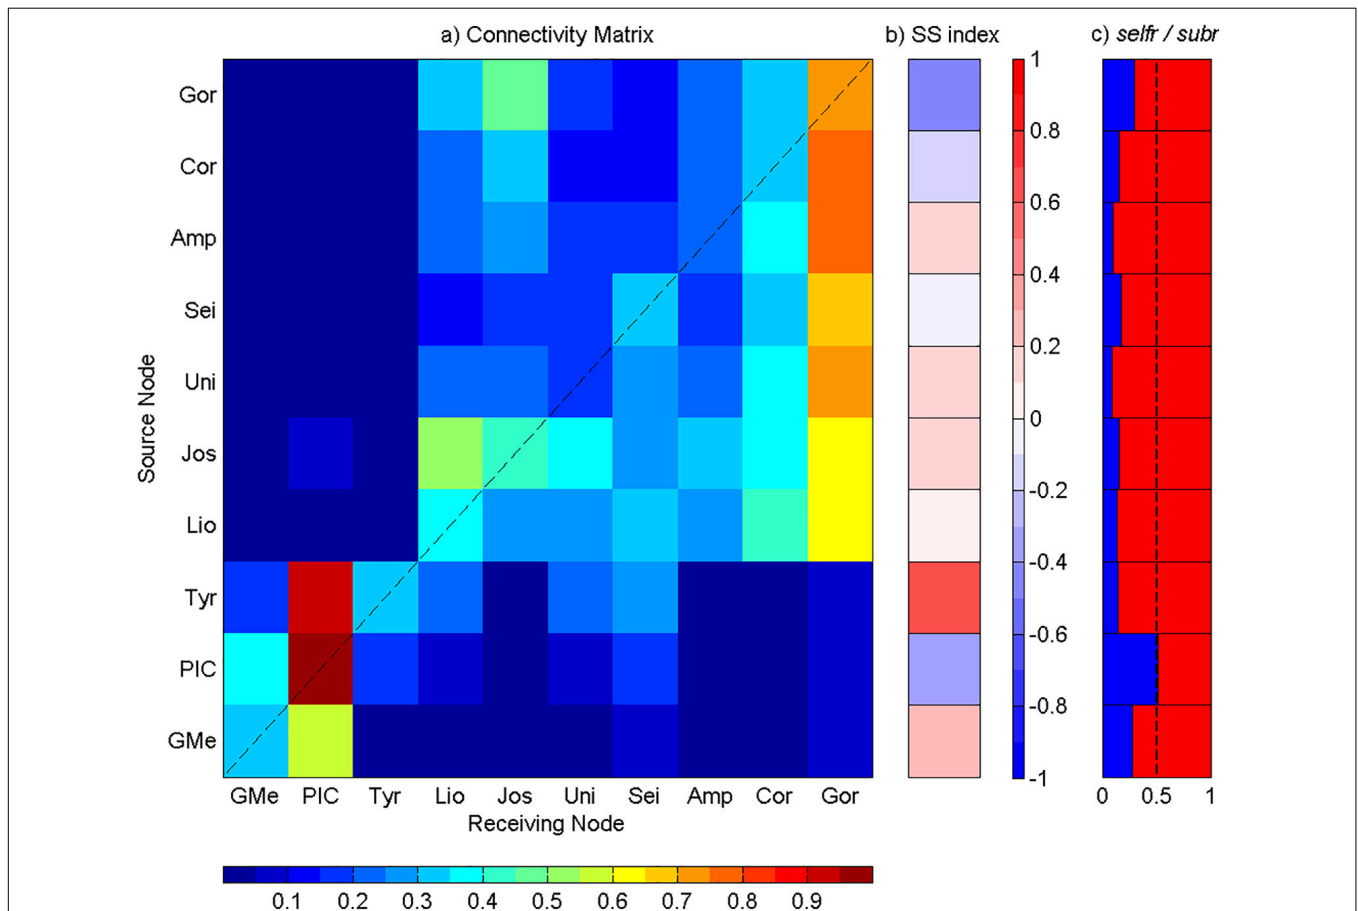 a) Connectivity Matrix
b) SS index
c) selfr / subr
Source Node
Gor
Cor
Amp
Sei
Uni
Jos
Lio
Tyr
PIC
GMe
GMe PIC Tyr Lio Jos Uni Sei Amp Cor Gor
Receiving Node
0.1 0.2 0.3 0.4 0.5 0.6 0.7 0.8 0.9
1
0.8
0.6
0.4
0.2
0
-0.2
-0.4
-0.6
-0.8
-1
0 0.5 1